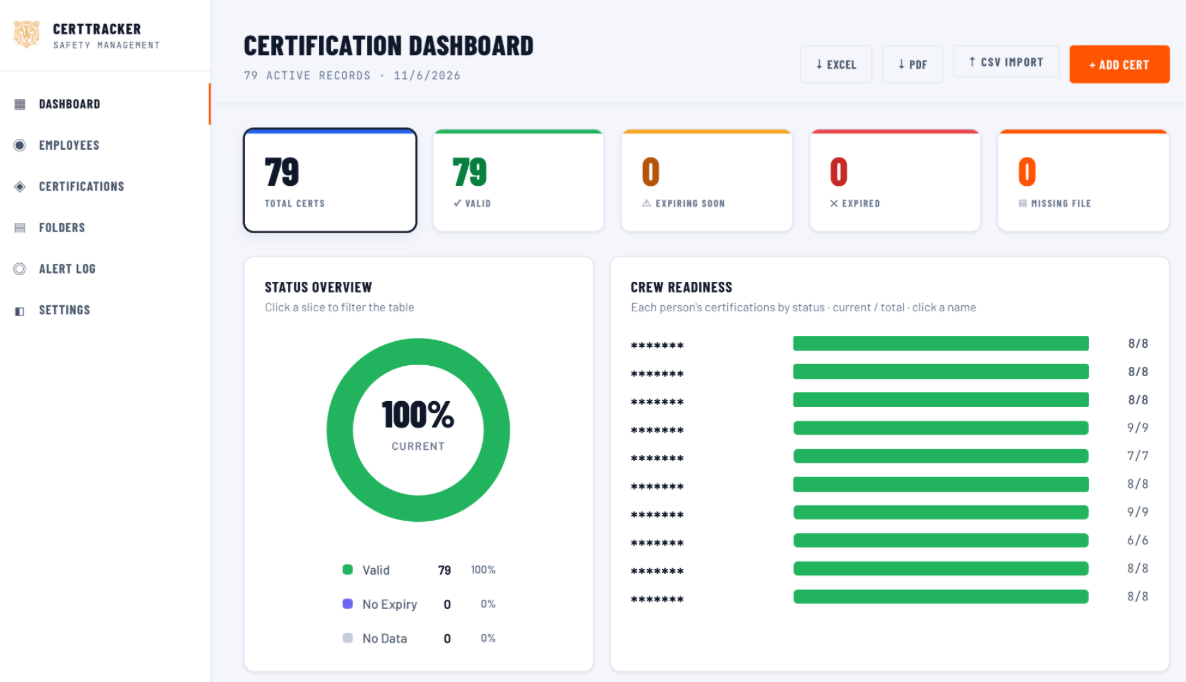 CERTTRACKER
SAFETY MANAGEMENT
DASHBOARD
EMPLOYEES
CERTIFICATIONS
FOLDERS
ALERT LOG
SETTINGS
CERTIFICATION DASHBOARD
79 ACTIVE RECORDS · 11/6/2026
↓ EXCEL
↓ PDF
↑ CSV IMPORT
+ ADD CERT
79
TOTAL CERTS
79
✓ VALID
0
⚠ EXPIRING SOON
0
✕ EXPIRED
0
▤ MISSING FILE
STATUS OVERVIEW
Click a slice to filter the table
100%
CURRENT
Valid 79 100%
No Expiry 0 0%
No Data 0 0%
CREW READINESS
Each person's certifications by status · current / total · click a name
******* 8/8
******* 8/8
******* 8/8
******* 9/9
******* 7/7
******* 8/8
******* 9/9
******* 6/6
******* 8/8
******* 8/8